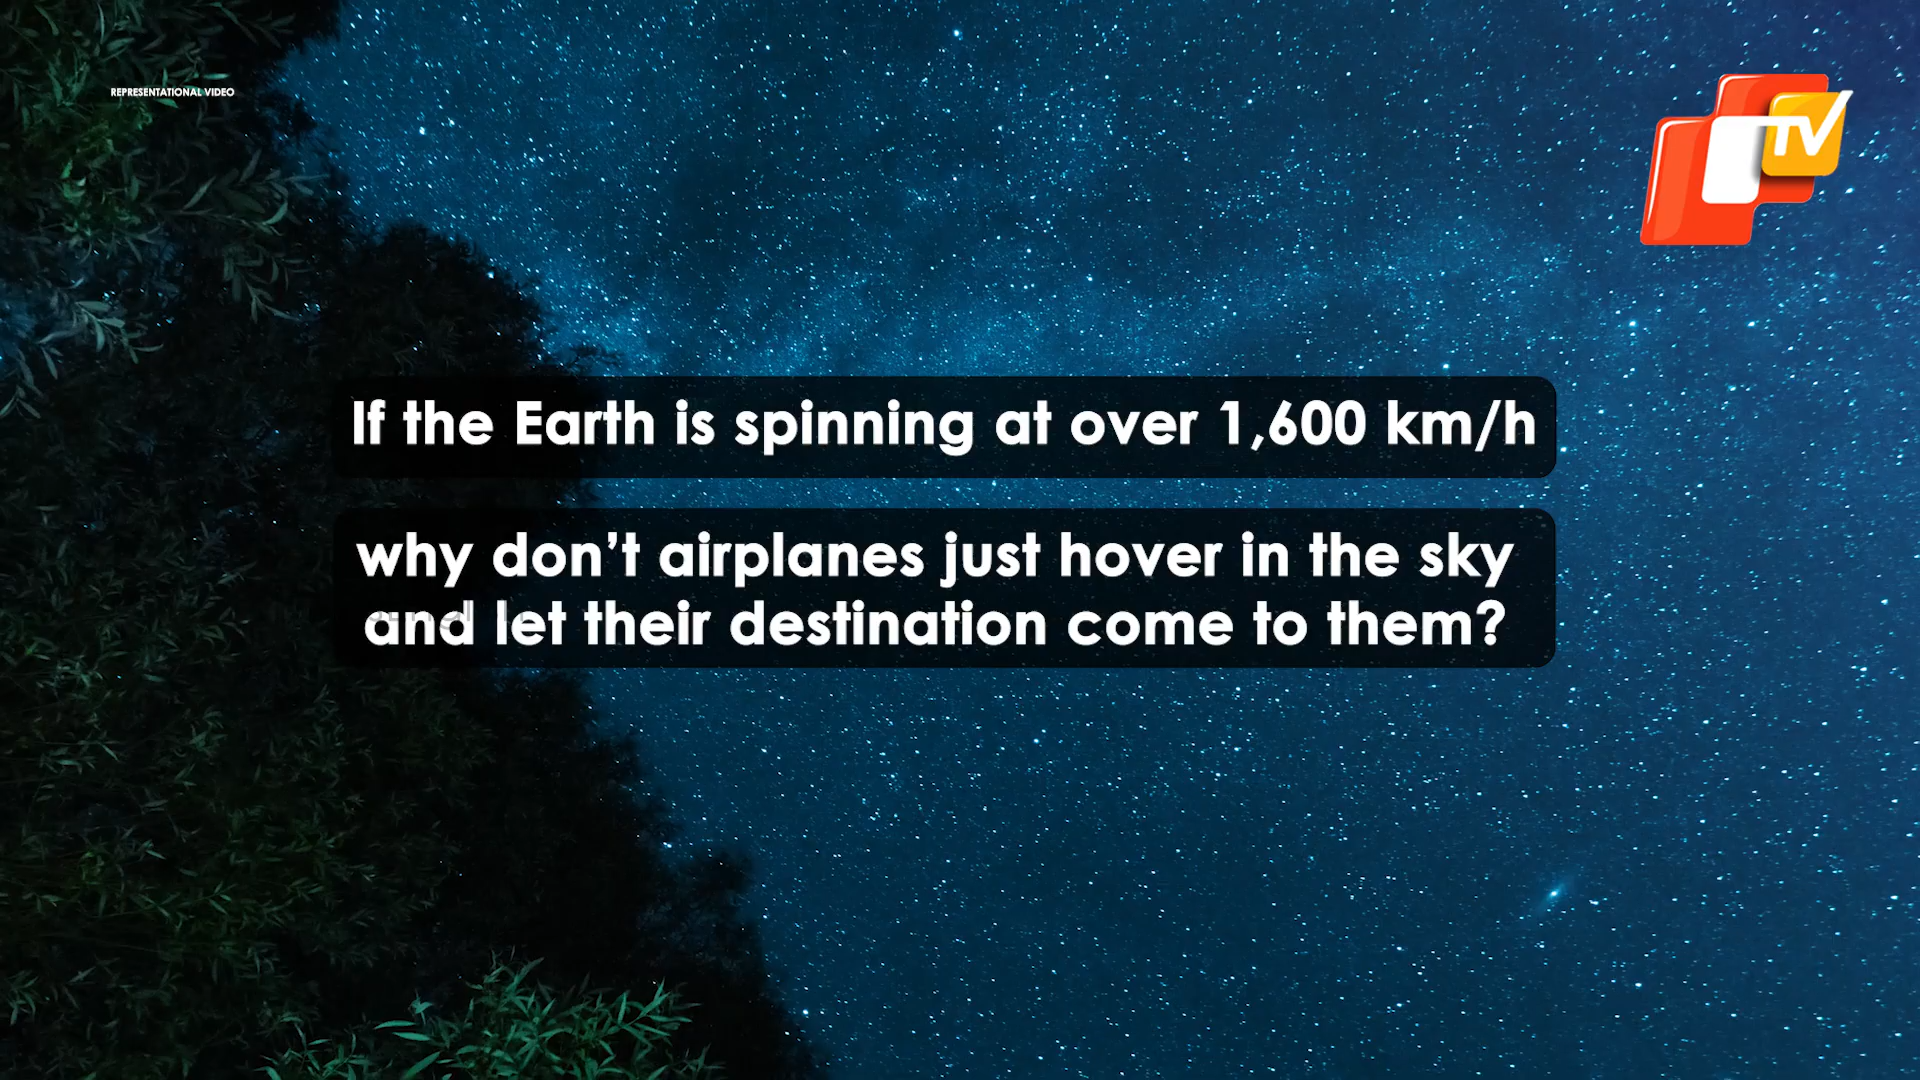 REPRESENTATIONAL VIDEO
TV
If the Earth is spinning at over 1,600 km/h
why don’t airplanes just hover in the sky
and let their destination come to them?